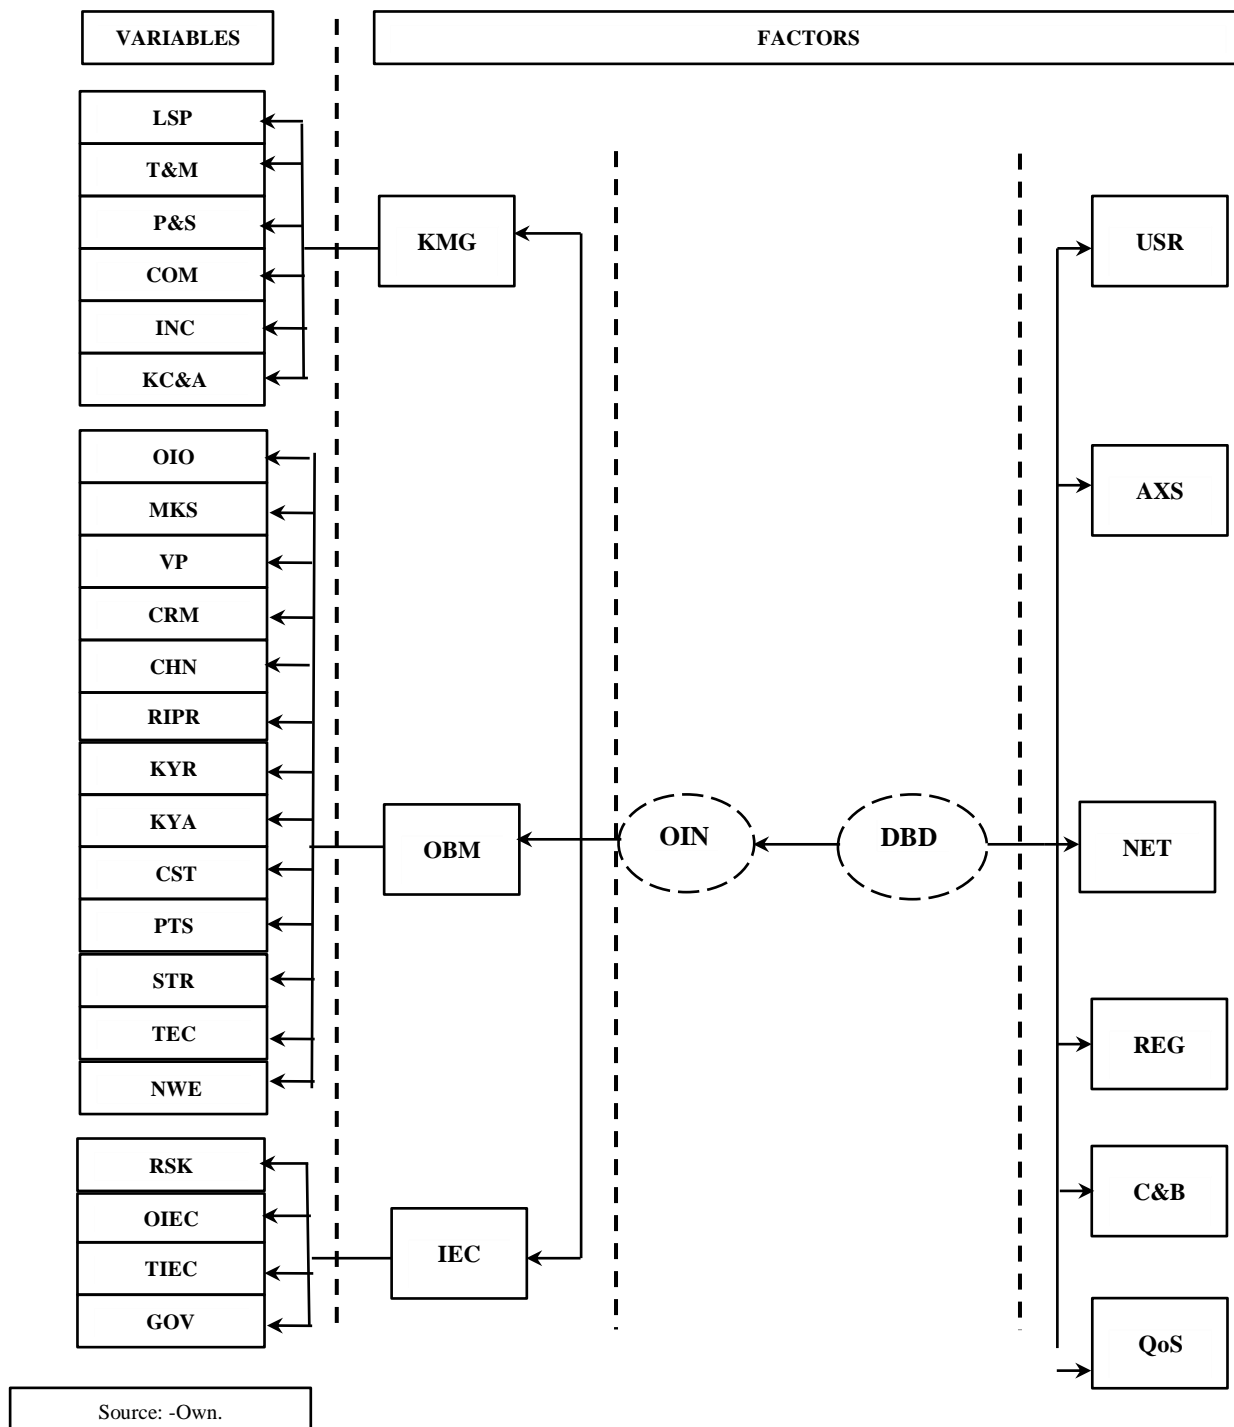 VARIABLES
FACTORS
LSP
T&M
P&S
COM
INC
KC&A
OIO
MKS
VP
CRM
CHN
RIPR
KYR
KYA
CST
PTS
STR
TEC
NWE
RSK
OIEC
TIEC
GOV
KMG
OBM
IEC
OIN
DBD
USR
AXS
NET
REG
C&B
QoS
Source: -Own.